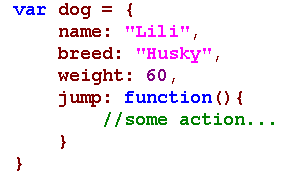 var dog = {
    name: "Lili",
    breed: "Husky",
    weight: 60,
    jump: function(){
        //some action...
    }
}